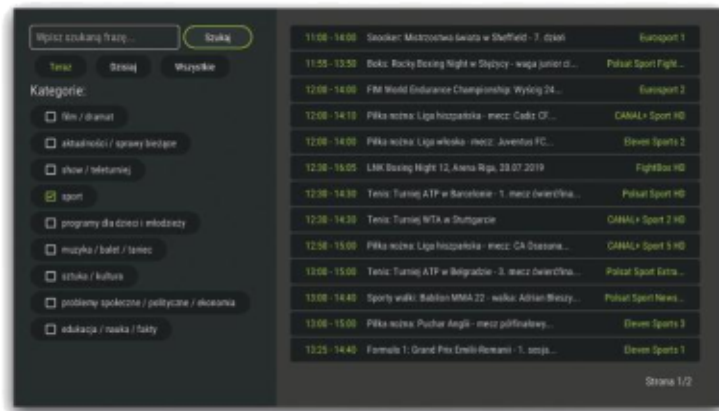 Wpisz szukaną frazę...
Szukaj
Teraz
Dzisiaj
Wszystkie
Kategorie:
film / dramat
aktualności / sprawy bieżące
show / teleturniej
sport
programy dla dzieci i młodzieży
muzyka / balet / taniec
sztuka / kultura
problemy społeczne / polityczne / ekonomia
edukacja / nauka / fakty
11:00 - 14:00 Snooker: Mistrzostwa świata w Sheffield - 7. dzień Eurosport 1
11:55 - 13:50 Boks: Rocky Boxing Night w Stężycy - waga junior ci... Polsat Sport Fight...
12:00 - 14:00 FIM World Endurance Championship: Wyścig 24... Eurosport 2
12:00 - 14:10 Piłka nożna: Liga hiszpańska - mecz: Cadiz CF... CANAL+ Sport HD
12:00 - 14:00 Piłka nożna: Liga włoska - mecz: Juventus FC... Eleven Sports 2
12:30 - 16:05 LNK Boxing Night 12, Arena Riga, 20.07.2019 FightBox HD
12:30 - 14:30 Tenis: Turniej ATP w Barcelonie - 1. mecz ćwierćfina... Polsat Sport HD
12:30 - 14:30 Tenis: Turniej WTA w Stuttgarcie CANAL+ Sport 2 HD
12:50 - 15:00 Piłka nożna: Liga hiszpańska - mecz: CA Osasuna... CANAL+ Sport 5 HD
13:00 - 15:00 Tenis: Turniej ATP w Belgradzie - 3. mecz ćwierćfina... Polsat Sport Extra...
13:00 - 14:40 Sporty walki: Babilon MMA 22 - walka: Adrian Błeszy... Polsat Sport News...
13:00 - 15:00 Piłka nożna: Puchar Anglii - mecz półfinałowy... Eleven Sports 3
13:25 - 14:40 Formuła 1: Grand Prix Emilii-Romanii - 1. sesja... Eleven Sports 1
Strona 1/2